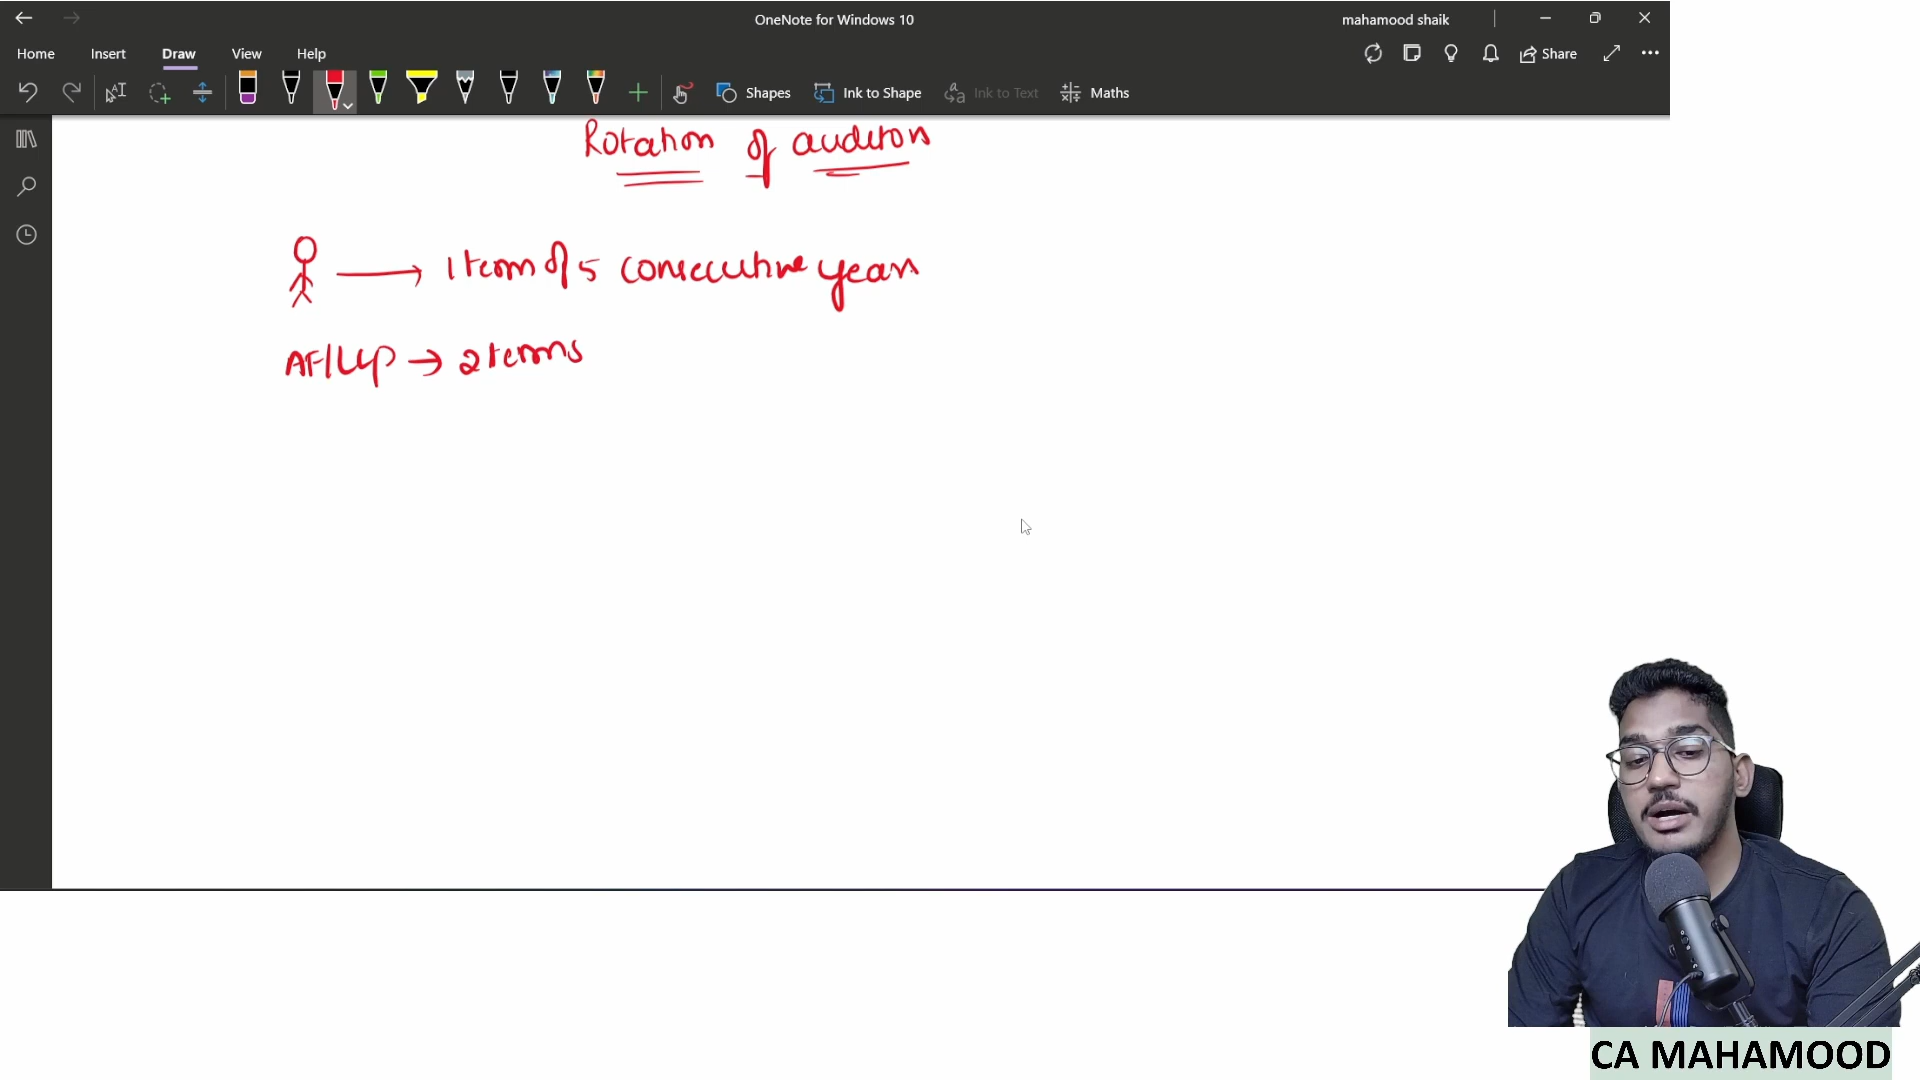 OneNote for Windows 10
mahamood shaik
Home Insert Draw View Help
Share
Shapes Ink to Shape Ink to Text Maths
Rotation of auditors
1 term of 5 consecutive years
AF/LLP → 2 terms
CA MAHAMOOD